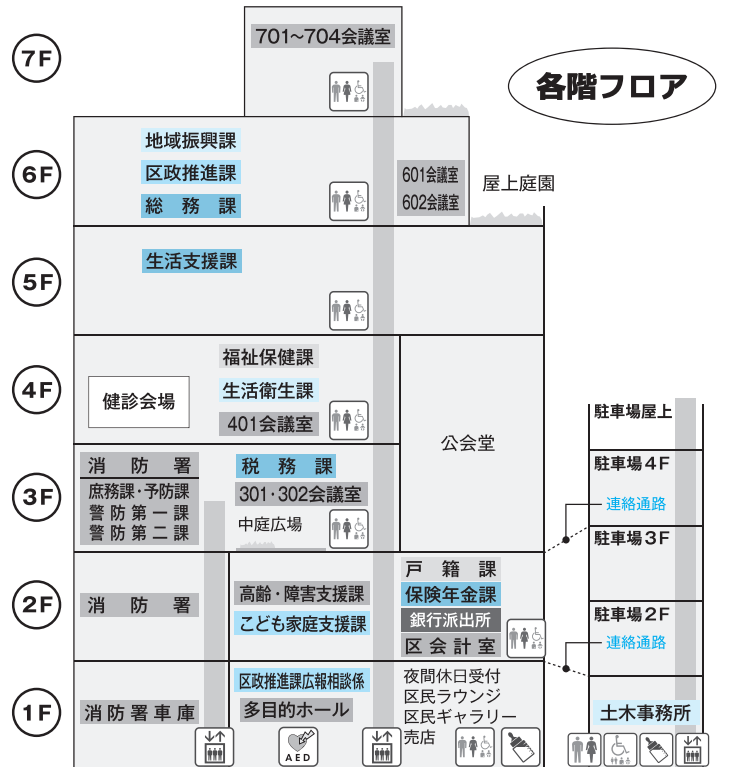 各階フロア
7F
701〜704会議室
6F
地域振興課
区政推進課
総務課
601会議室
602会議室
屋上庭園
5F
生活支援課
4F
健診会場
福祉保健課
生活衛生課
401会議室
公会堂
3F
消防署
庶務課・予防課
警防第一課
警防第二課
税務課
301・302会議室
中庭広場
2F
消防署
高齢・障害支援課
こども家庭支援課
戸籍課
保険年金課
銀行派出所
区会計室
1F
消防署車庫
区政推進課広報相談係
多目的ホール
AED
夜間休日受付
区民ラウンジ
区民ギャラリー
売店
駐車場屋上
駐車場4F
連絡通路
駐車場3F
駐車場2F
連絡通路
土木事務所